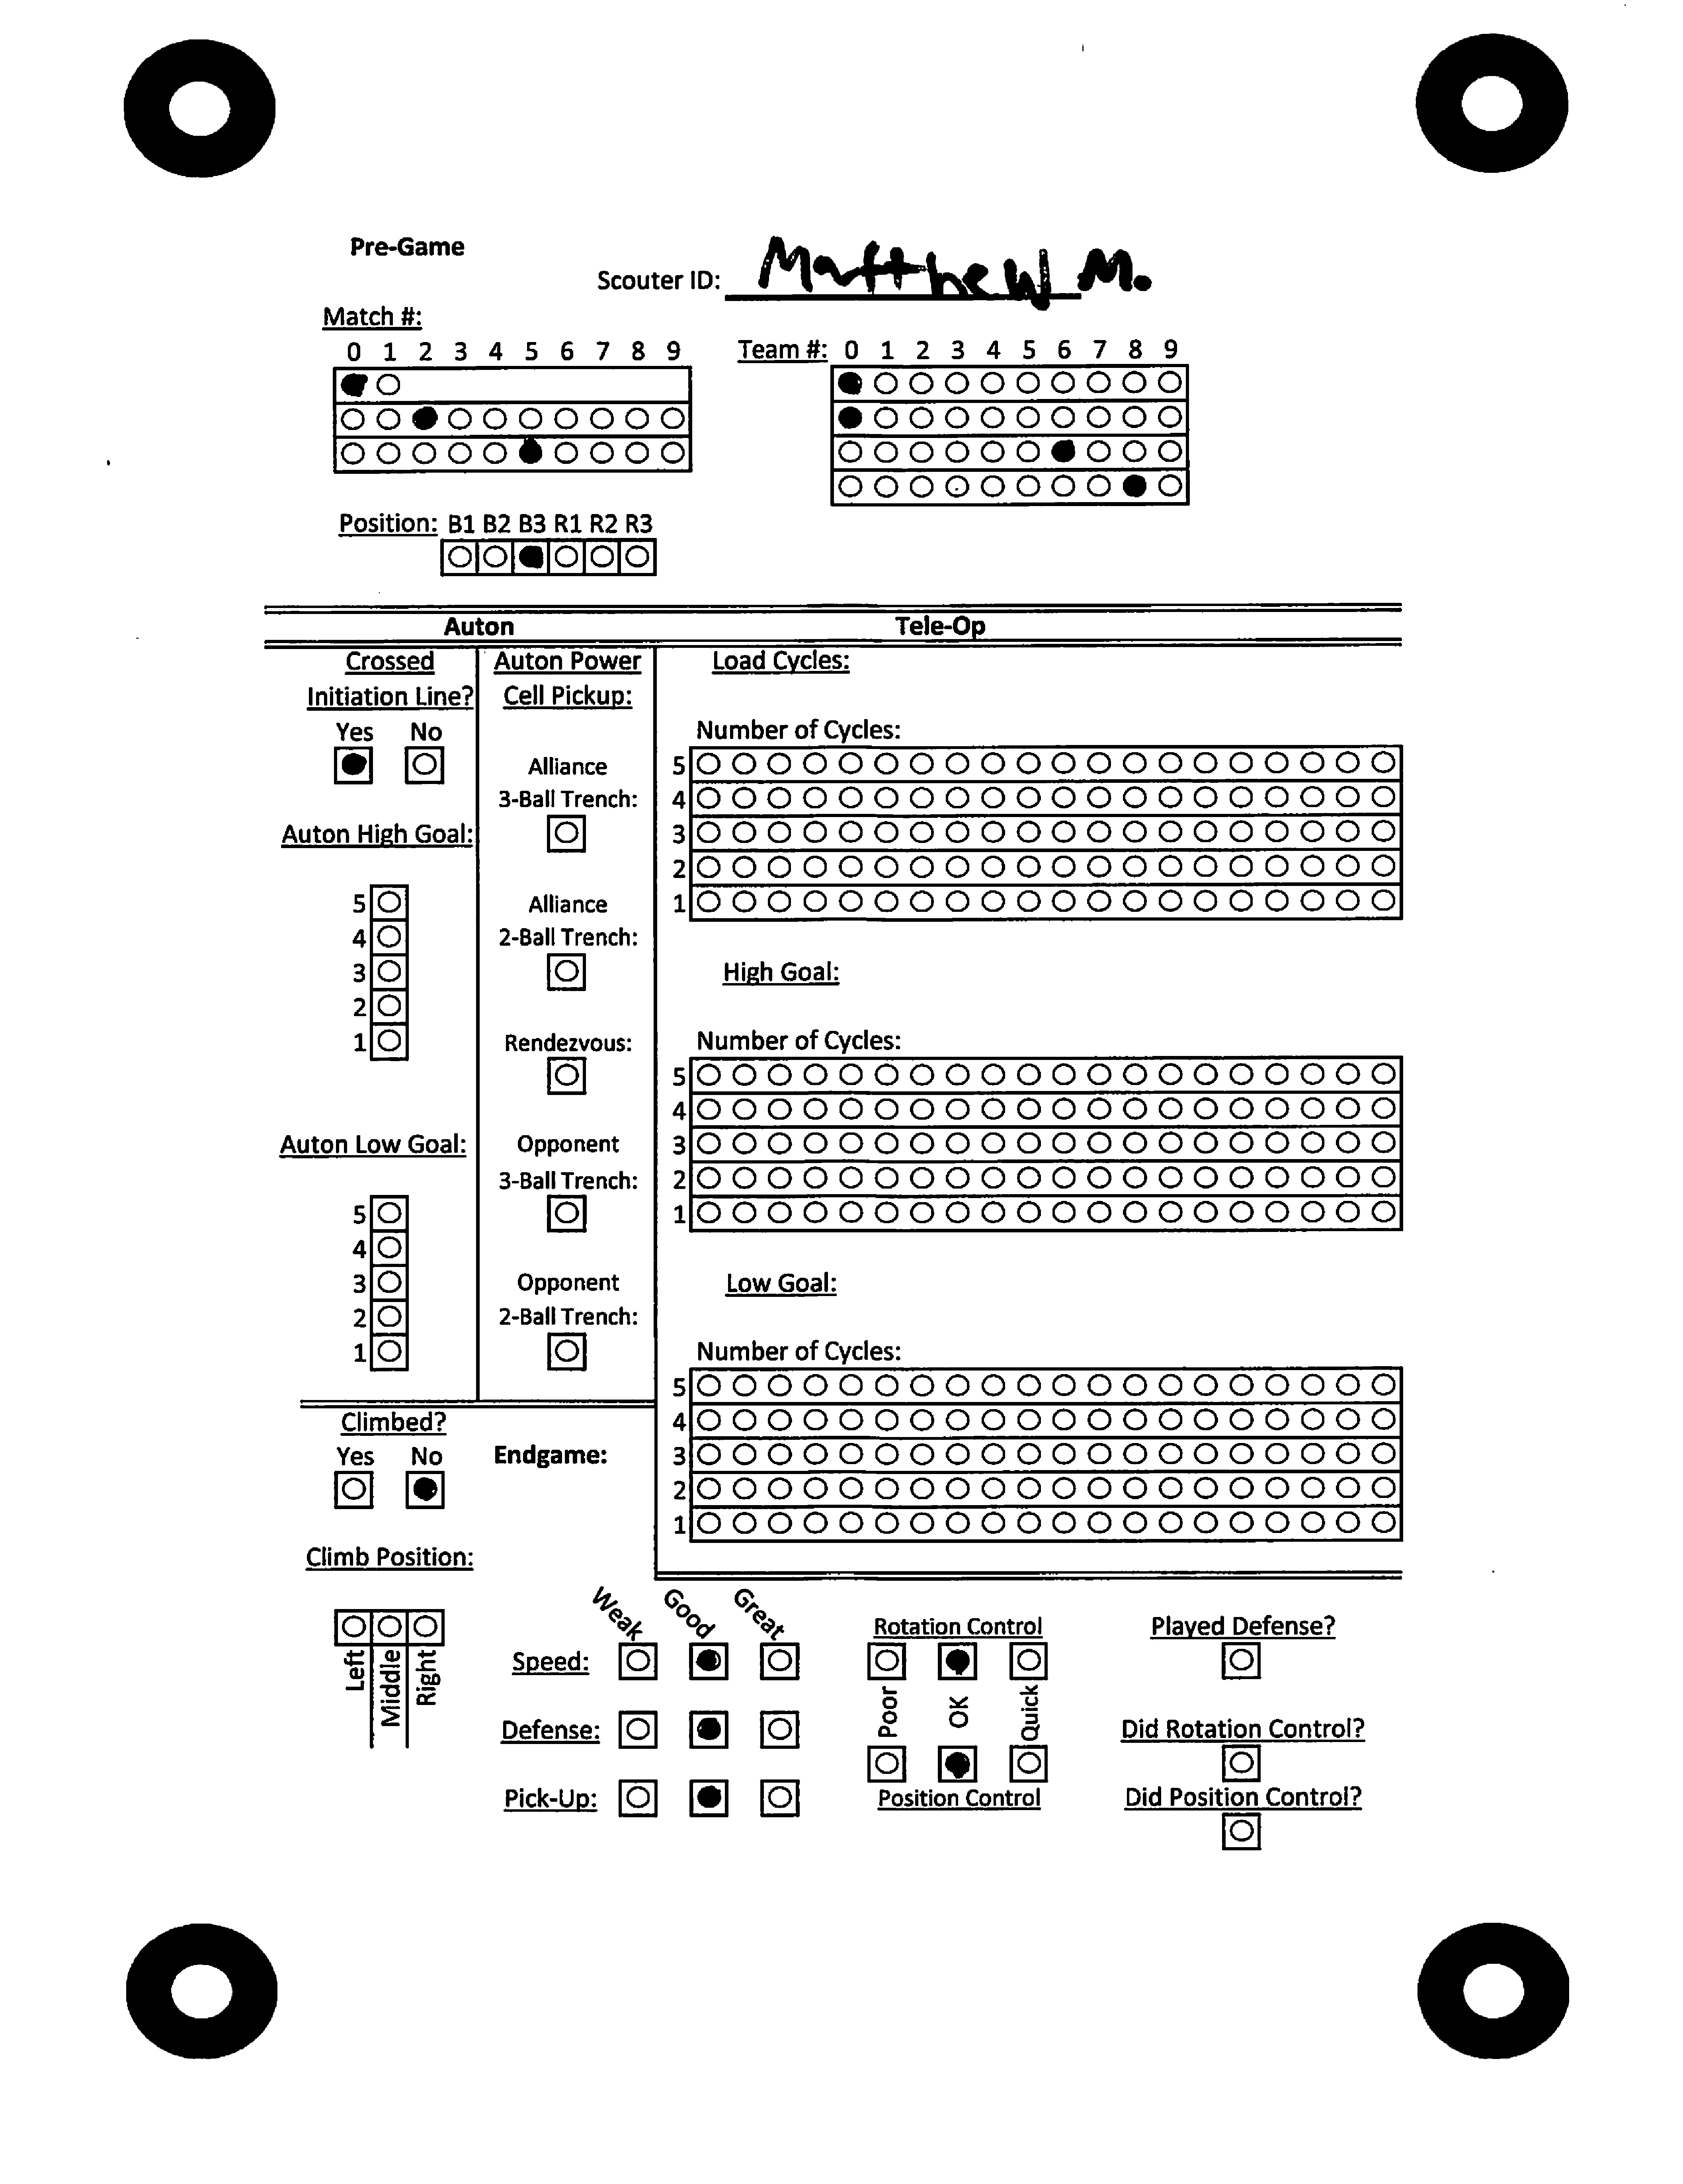 Pre-Game
Scouter ID: Matthew M.
Match #:
0 1 2 3 4 5 6 7 8 9
Team #: 0 1 2 3 4 5 6 7 8 9
Position: B1 B2 B3 R1 R2 R3
Auton
Tele-Op
Crossed
Initiation Line?
Yes No
Auton High Goal:
5
4
3
2
1
Auton Low Goal:
5
4
3
2
1
Auton Power
Cell Pickup:
Alliance
3-Ball Trench:
Alliance
2-Ball Trench:
Rendezvous:
Opponent
3-Ball Trench:
Opponent
2-Ball Trench:
Load Cycles:
Number of Cycles:
5
4
3
2
1
High Goal:
Number of Cycles:
5
4
3
2
1
Low Goal:
Number of Cycles:
5
4
3
2
1
Climbed?
Yes No
Endgame:
Climb Position:
Left
Middle
Right
Weak
Good
Great
Speed:
Defense:
Pick-Up:
Rotation Control
Poor
OK
Quick
Position Control
Played Defense?
Did Rotation Control?
Did Position Control?